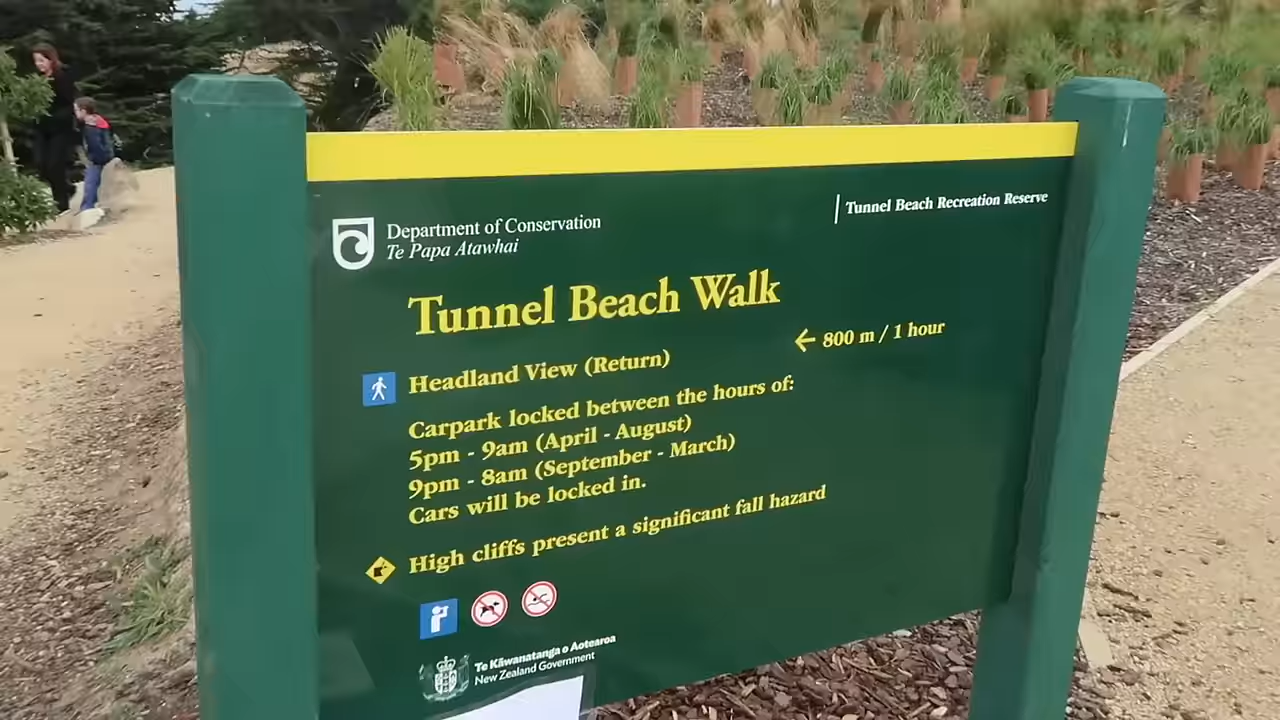 Department of Conservation
Te Papa Atawhai
Tunnel Beach Recreation Reserve
Tunnel Beach Walk
Headland View (Return)
← 800 m / 1 hour
Carpark locked between the hours of:
5pm - 9am (April - August)
9pm - 8am (September - March)
Cars will be locked in.
High cliffs present a significant fall hazard
Te Kāwanatanga o Aotearoa
New Zealand Government